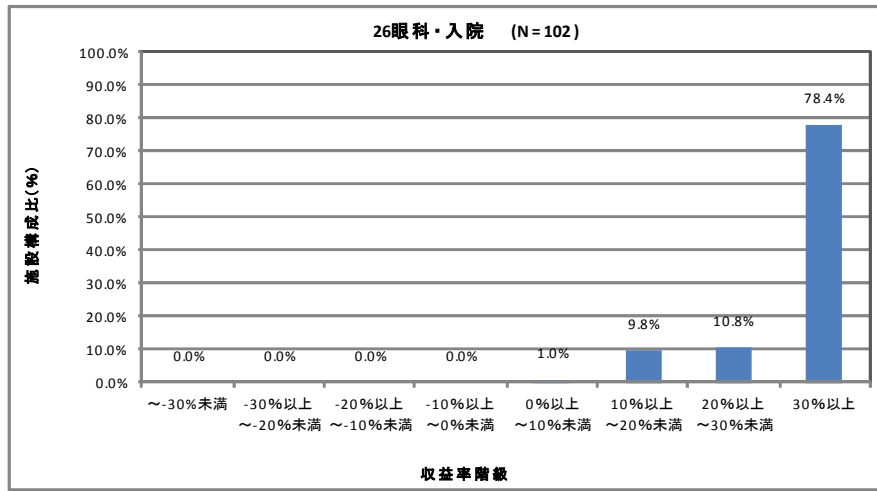 26眼科・入院 (N=102)
100.0%
90.0%
80.0%
70.0%
60.0%
50.0%
40.0%
30.0%
20.0%
10.0%
0.0%
施設構成比(%)
0.0%
0.0%
0.0%
0.0%
1.0%
9.8%
10.8%
78.4%
～-30%未満
-30%以上
～-20%未満
-20%以上
～-10%未満
-10%以上
～0%未満
0%以上
～10%未満
10%以上
～20%未満
20%以上
～30%未満
30%以上
収益率階級